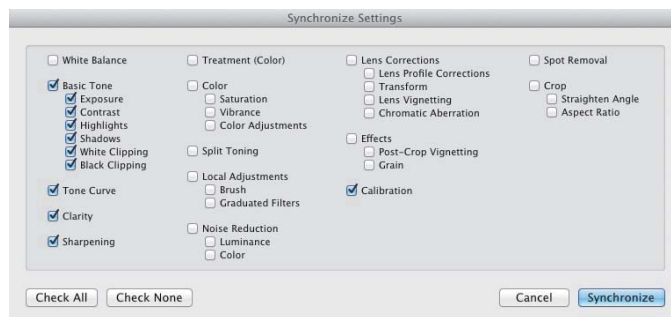 Synchronize Settings
White Balance
Basic Tone
Exposure
Contrast
Highlights
Shadows
White Clipping
Black Clipping
Tone Curve
Clarity
Sharpening
Treatment (Color)
Color
Saturation
Vibrance
Color Adjustments
Split Toning
Local Adjustments
Brush
Graduated Filters
Noise Reduction
Luminance
Color
Lens Corrections
Lens Profile Corrections
Transform
Lens Vignetting
Chromatic Aberration
Effects
Post-Crop Vignetting
Grain
Calibration
Spot Removal
Crop
Straighten Angle
Aspect Ratio
Check All
Check None
Cancel
Synchronize